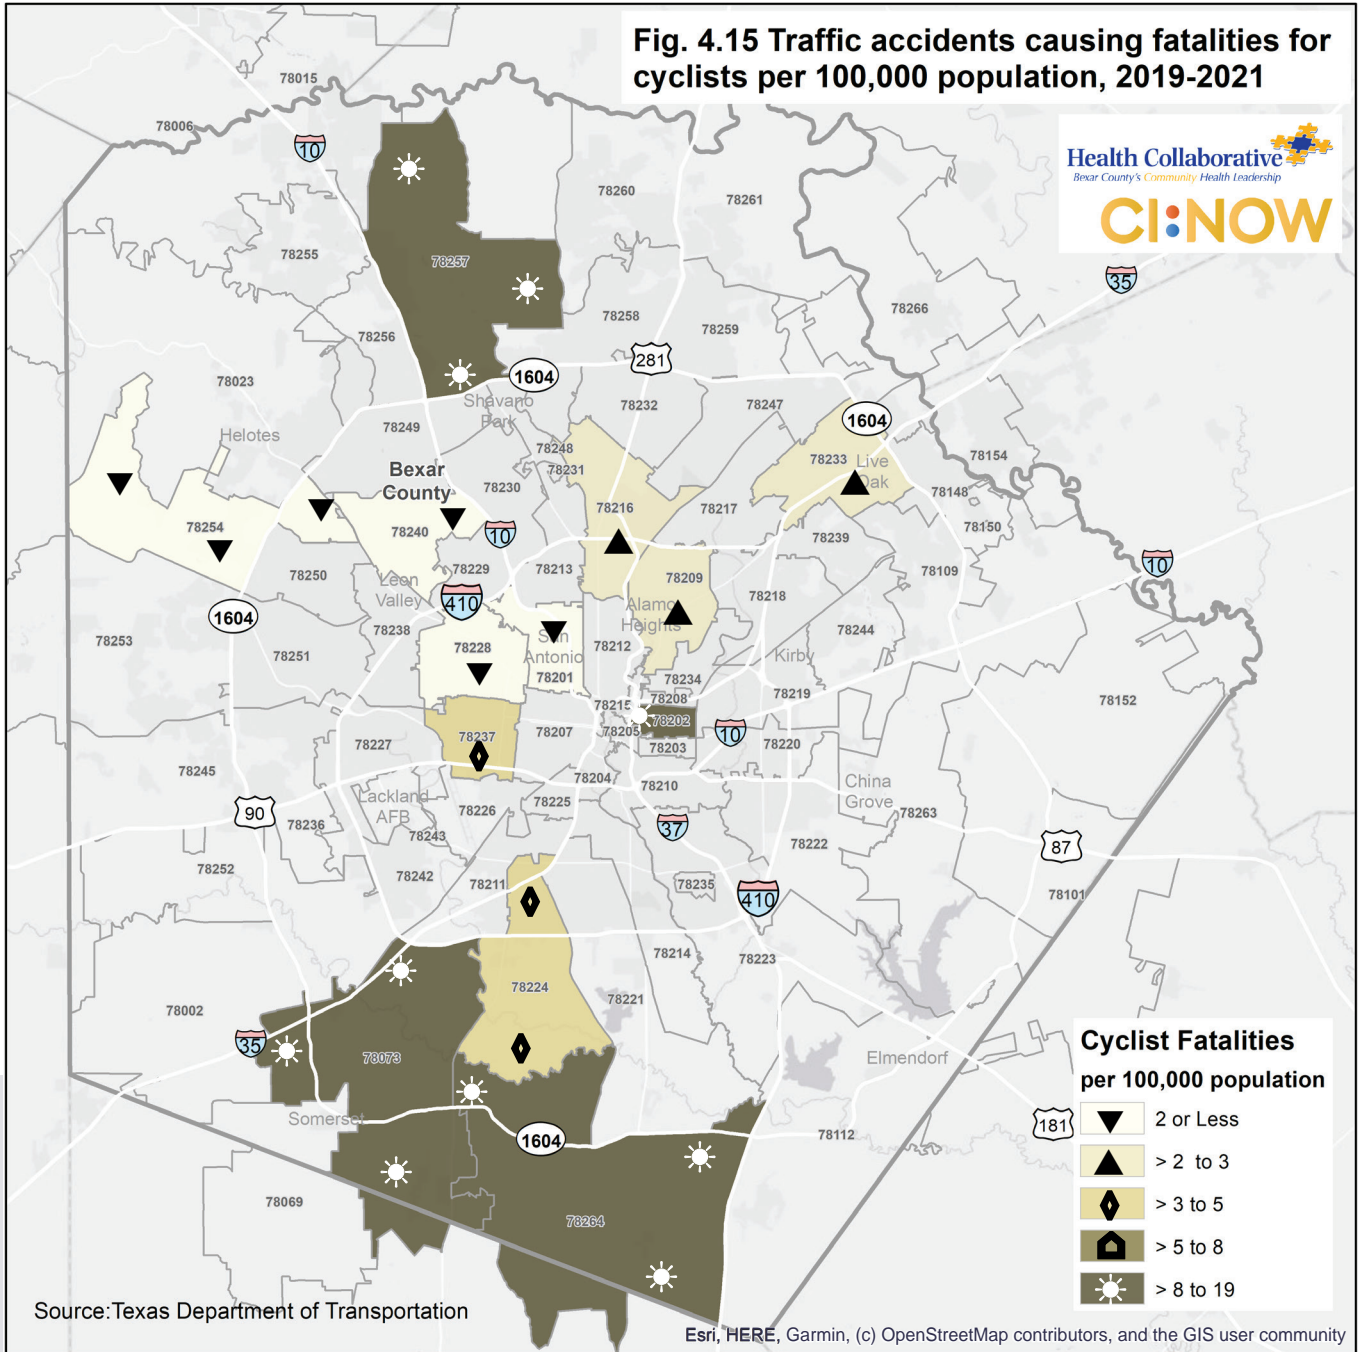 Fig. 4.15 Traffic accidents causing fatalities for
cyclists per 100,000 population, 2019-2021
Health Collaborative
Bexar County's Community Health Leadership
CI:NOW
78015
78006
10
78260
78261
78255
78257
35
78266
78258
78259
78256
281
1604
78023
Shavano
Park
78232
78247
1604
78249
Helotes
78248
78231
78233
Live
Oak
78154
Bexar
County
78230
78148
78216
78217
78150
78254
78240
10
78239
10
78250
78229
78213
78209
78109
Leon
Valley
410
78218
1604
Alamo
Heights
78238
78244
78253
78251
78228
San
Antonio
78201
78212
Kirby
78234
78219
78152
78208
78215
78202
78205
78237
78207
10
78227
78203
78220
78245
78204
78210
China
Grove
Lackland
AFB
90
78236
78226
78225
78263
37
78243
78222
87
78252
78242
78211
78235
410
78101
78214
78223
78224
78221
78002
35
78073
Elmendorf
Somerset
1604
78112
181
78069
78264
Cyclist Fatalities
per 100,000 population
2 or Less
> 2 to 3
> 3 to 5
> 5 to 8
> 8 to 19
Source:Texas Department of Transportation
Esri, HERE, Garmin, (c) OpenStreetMap contributors, and the GIS user community